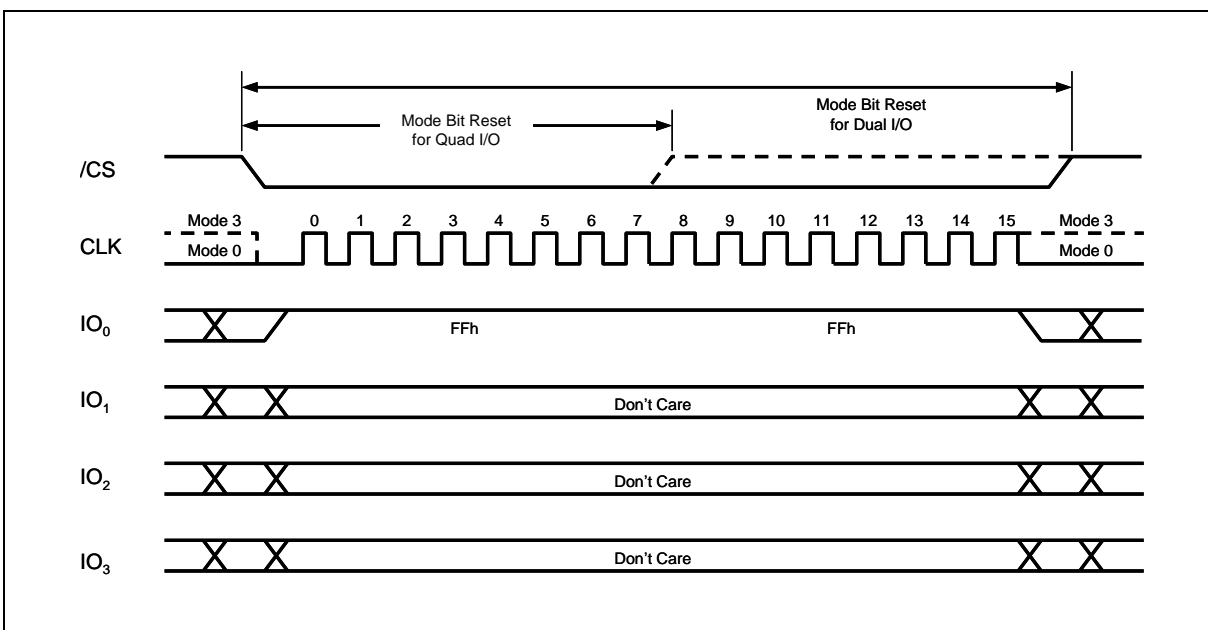 Mode Bit Reset
for Dual I/O
Mode Bit Reset
for Quad I/O
/CS
Mode 3
0 1 2 3 4 5 6 7 8 9 10 11 12 13 14 15
Mode 3
CLK
Mode 0
Mode 0
IO0
FFh
FFh
IO1
Don't Care
IO2
Don't Care
IO3
Don't Care